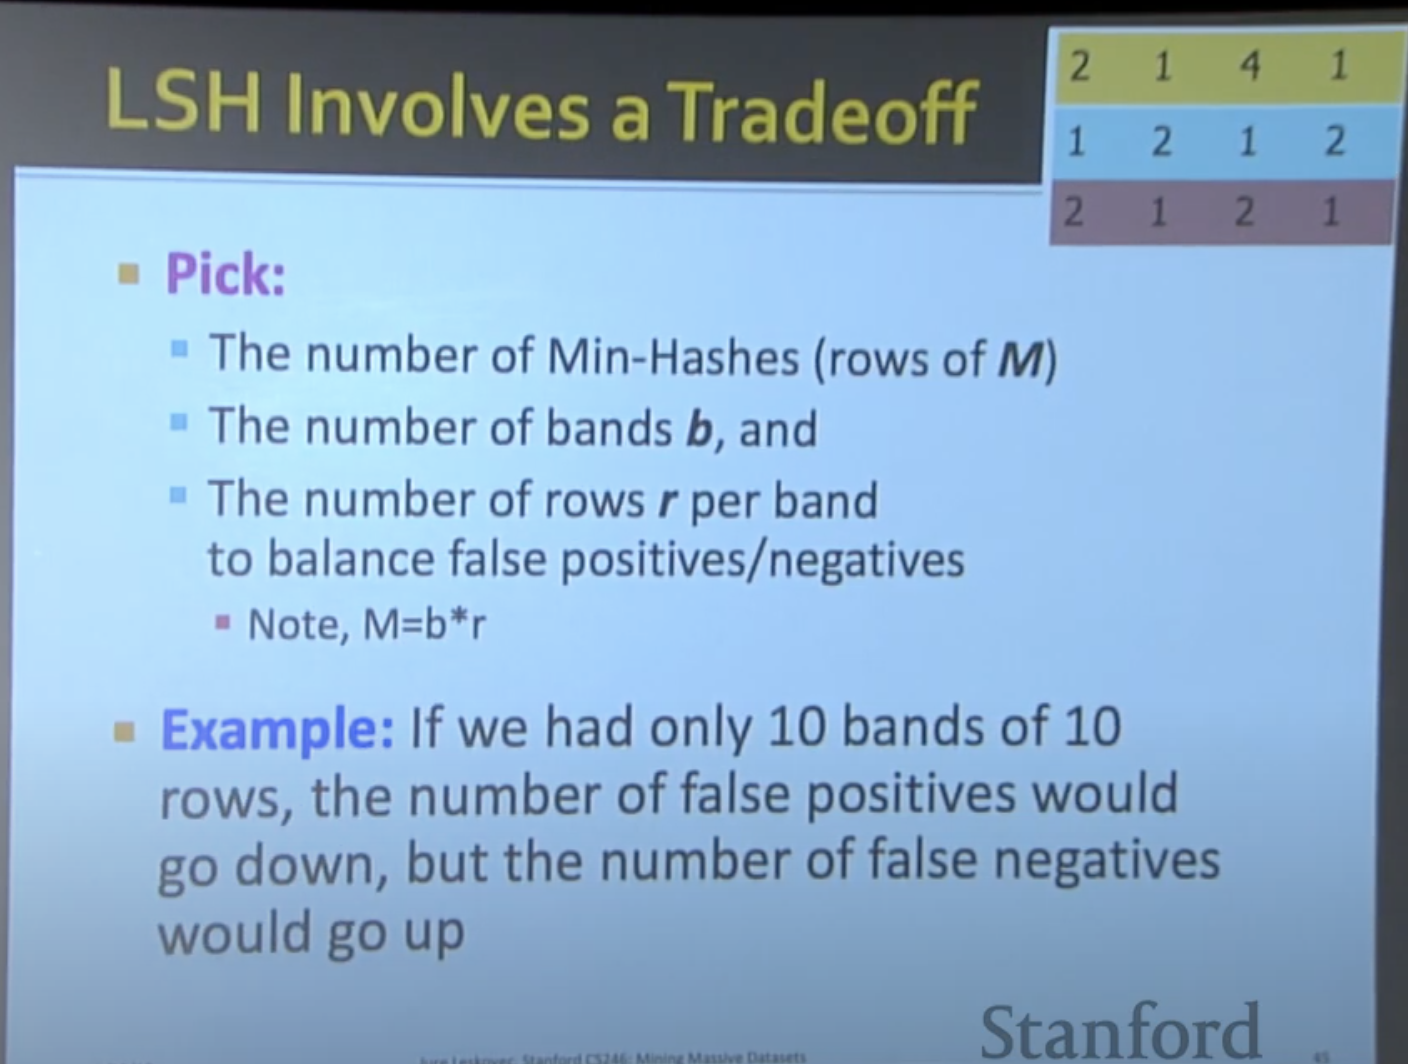 LSH Involves a Tradeoff
2 1 4 1
1 2 1 2
2 1 2 1
Pick:
The number of Min-Hashes (rows of M)
The number of bands b, and
The number of rows r per band
to balance false positives/negatives
Note, M=b*r
Example: If we had only 10 bands of 10
rows, the number of false positives would
go down, but the number of false negatives
would go up
Stanford
Jure Leskovec, Stanford CS246: Mining Massive Datasets